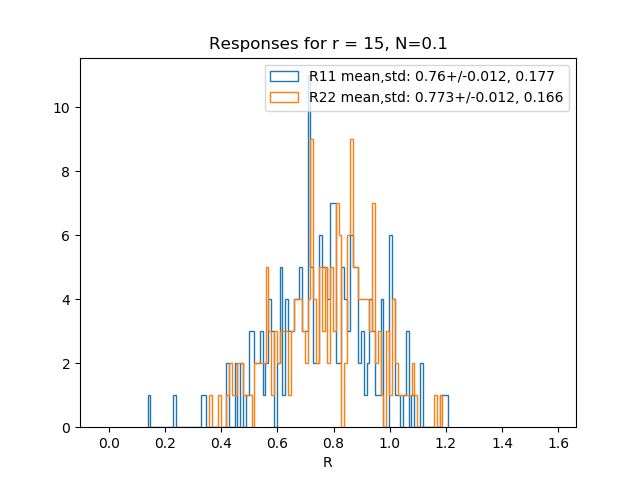 Responses for r = 15, N=0.1
R11 mean,std: 0.76+/-0.012, 0.177
R22 mean,std: 0.773+/-0.012, 0.166
10
8
6
4
2
0
0.0 0.2 0.4 0.6 0.8 1.0 1.2 1.4 1.6
R